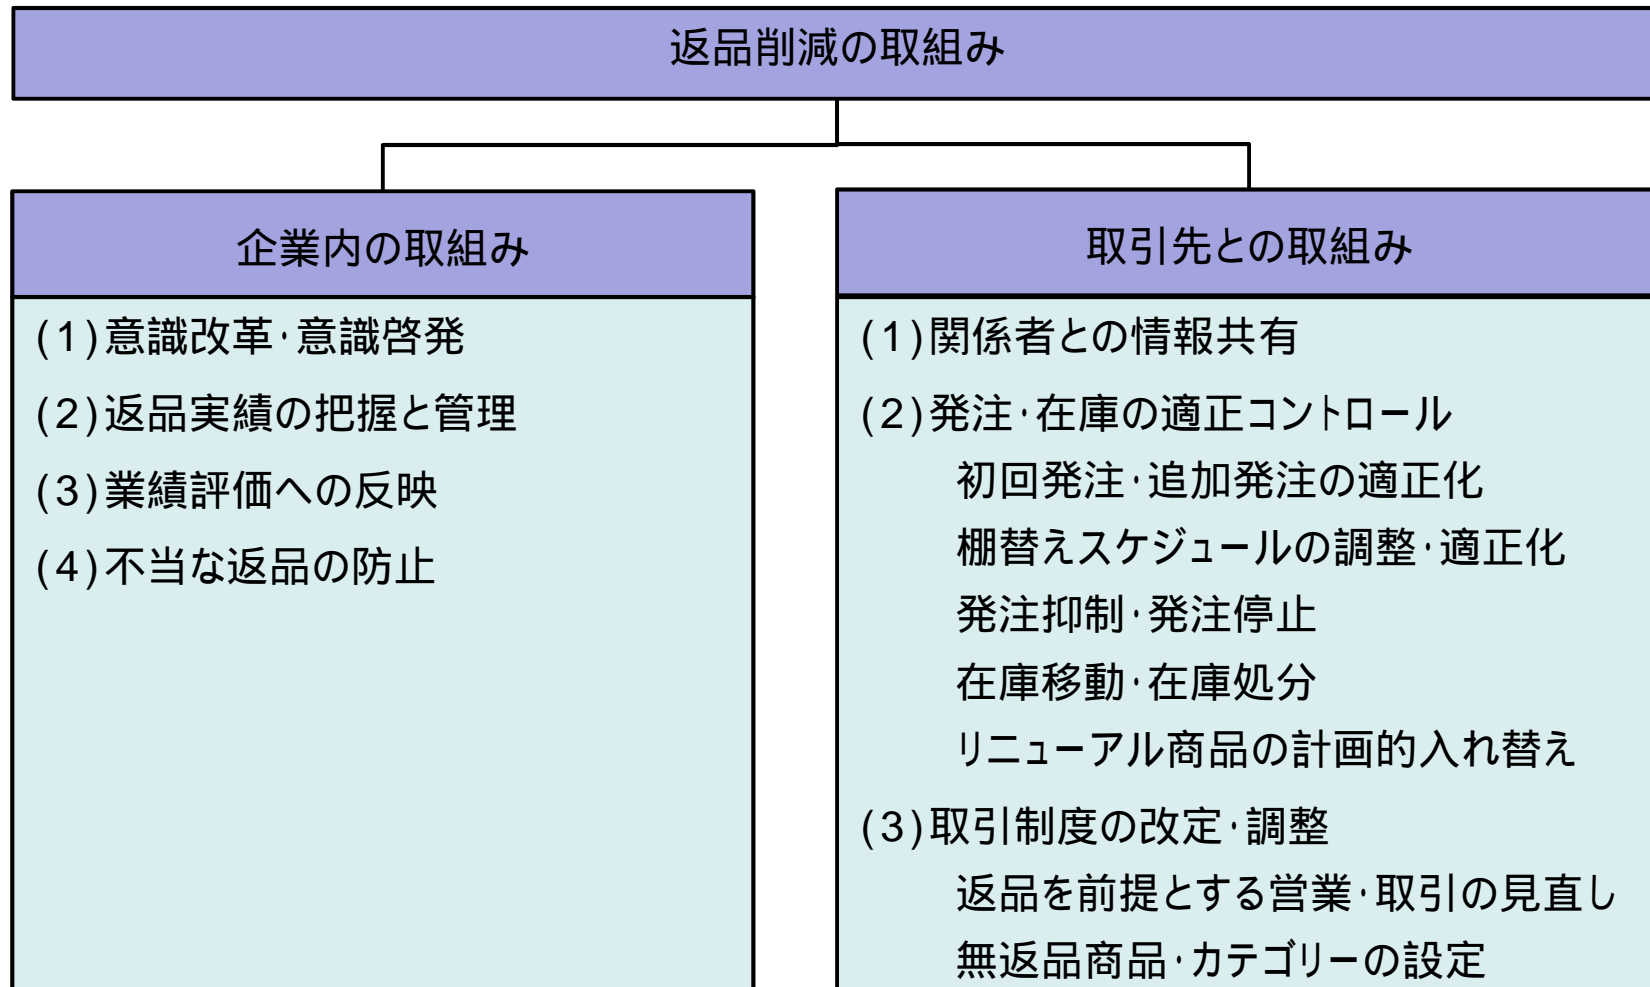 返品削減の取組み
企業内の取組み
(1)意識改革・意識啓発
(2)返品実績の把握と管理
(3)業績評価への反映
(4)不当な返品の防止
取引先との取組み
(1)関係者との情報共有
(2)発注・在庫の適正コントロール
初回発注・追加発注の適正化
棚替えスケジュールの調整・適正化
発注抑制・発注停止
在庫移動・在庫処分
リニューアル商品の計画的入れ替え
(3)取引制度の改定・調整
返品を前提とする営業・取引の見直し
無返品商品・カテゴリーの設定